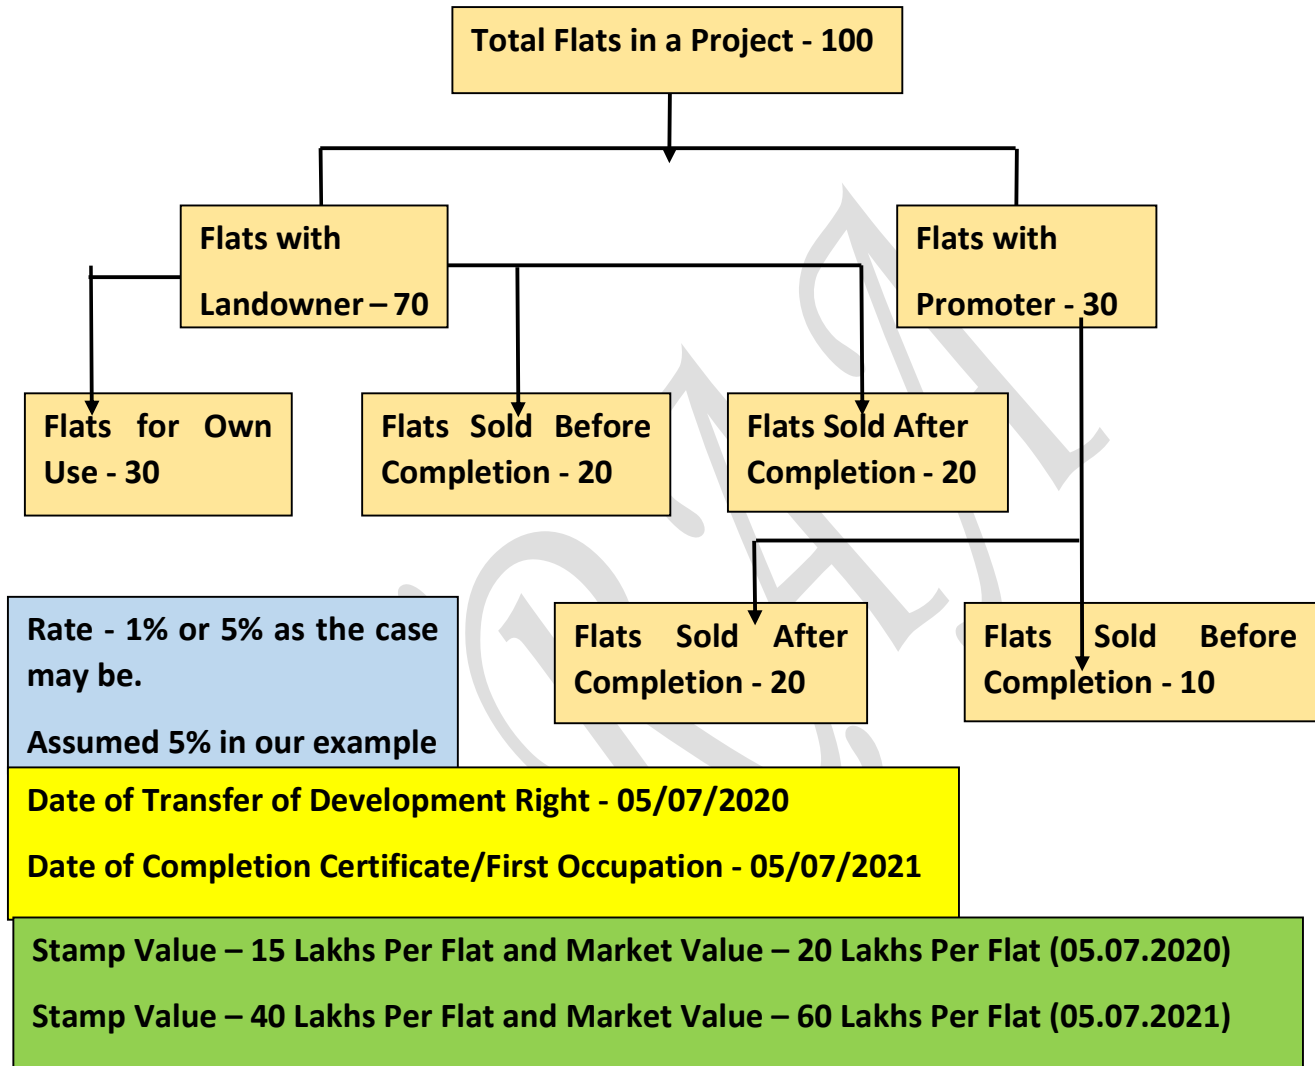 Total Flats in a Project - 100
Flats with
Landowner – 70
Flats with
Promoter - 30
Flats for Own
Use - 30
Flats Sold Before
Completion - 20
Flats Sold After
Completion - 20
Flats Sold After
Completion - 20
Flats Sold Before
Completion - 10
Rate - 1% or 5% as the case
may be.
Assumed 5% in our example
Date of Transfer of Development Right - 05/07/2020
Date of Completion Certificate/First Occupation - 05/07/2021
Stamp Value – 15 Lakhs Per Flat and Market Value – 20 Lakhs Per Flat (05.07.2020)
Stamp Value – 40 Lakhs Per Flat and Market Value – 60 Lakhs Per Flat (05.07.2021)